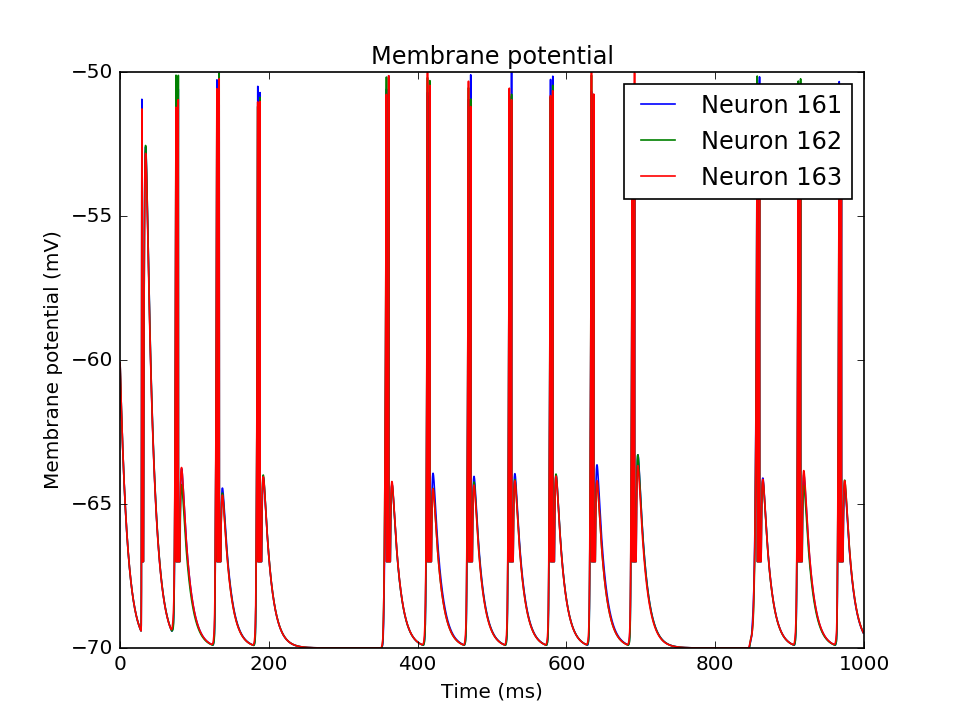 Membrane potential
Membrane potential (mV)
−50
−55
−60
−65
−70
Neuron 161
Neuron 162
Neuron 163
0
200
400
600
800
1000
Time (ms)